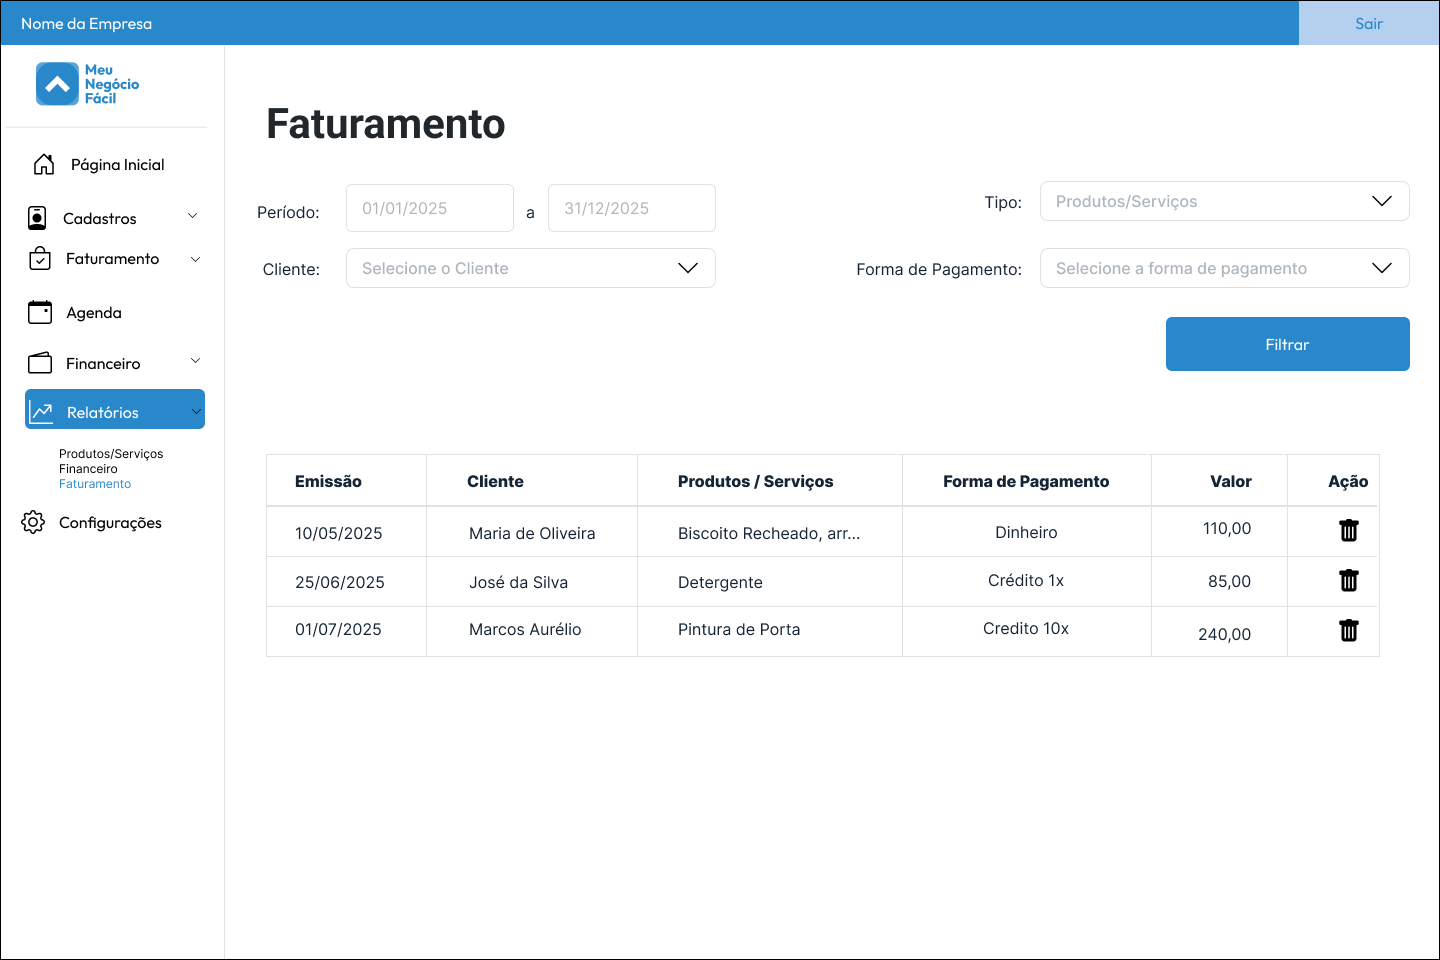 Nome da Empresa
Sair
Meu
Negócio
Fácil
Página Inicial
Cadastros
Faturamento
Agenda
Financeiro
Relatórios
Produtos/Serviços
Financeiro
Faturamento
Configurações
Faturamento
Período: 01/01/2025 a 31/12/2025 Tipo: Produtos/Serviços
Cliente: Selecione o Cliente Forma de Pagamento: Selecione a forma de pagamento
Filtrar
Emissão Cliente Produtos / Serviços Forma de Pagamento Valor Ação
10/05/2025 Maria de Oliveira Biscoito Recheado, arr... Dinheiro 110,00
25/06/2025 José da Silva Detergente Crédito 1x 85,00
01/07/2025 Marcos Aurélio Pintura de Porta Credito 10x 240,00